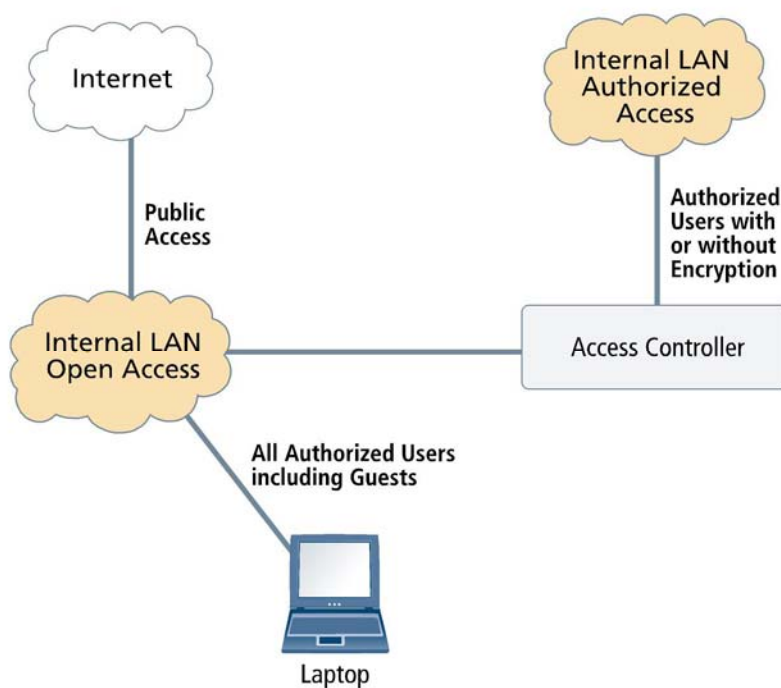 Internet
Internal LAN
Authorized
Access
Public
Access
Authorized
Users with
or without
Encryption
Internal LAN
Open Access
Access Controller
All Authorized Users
including Guests
Laptop